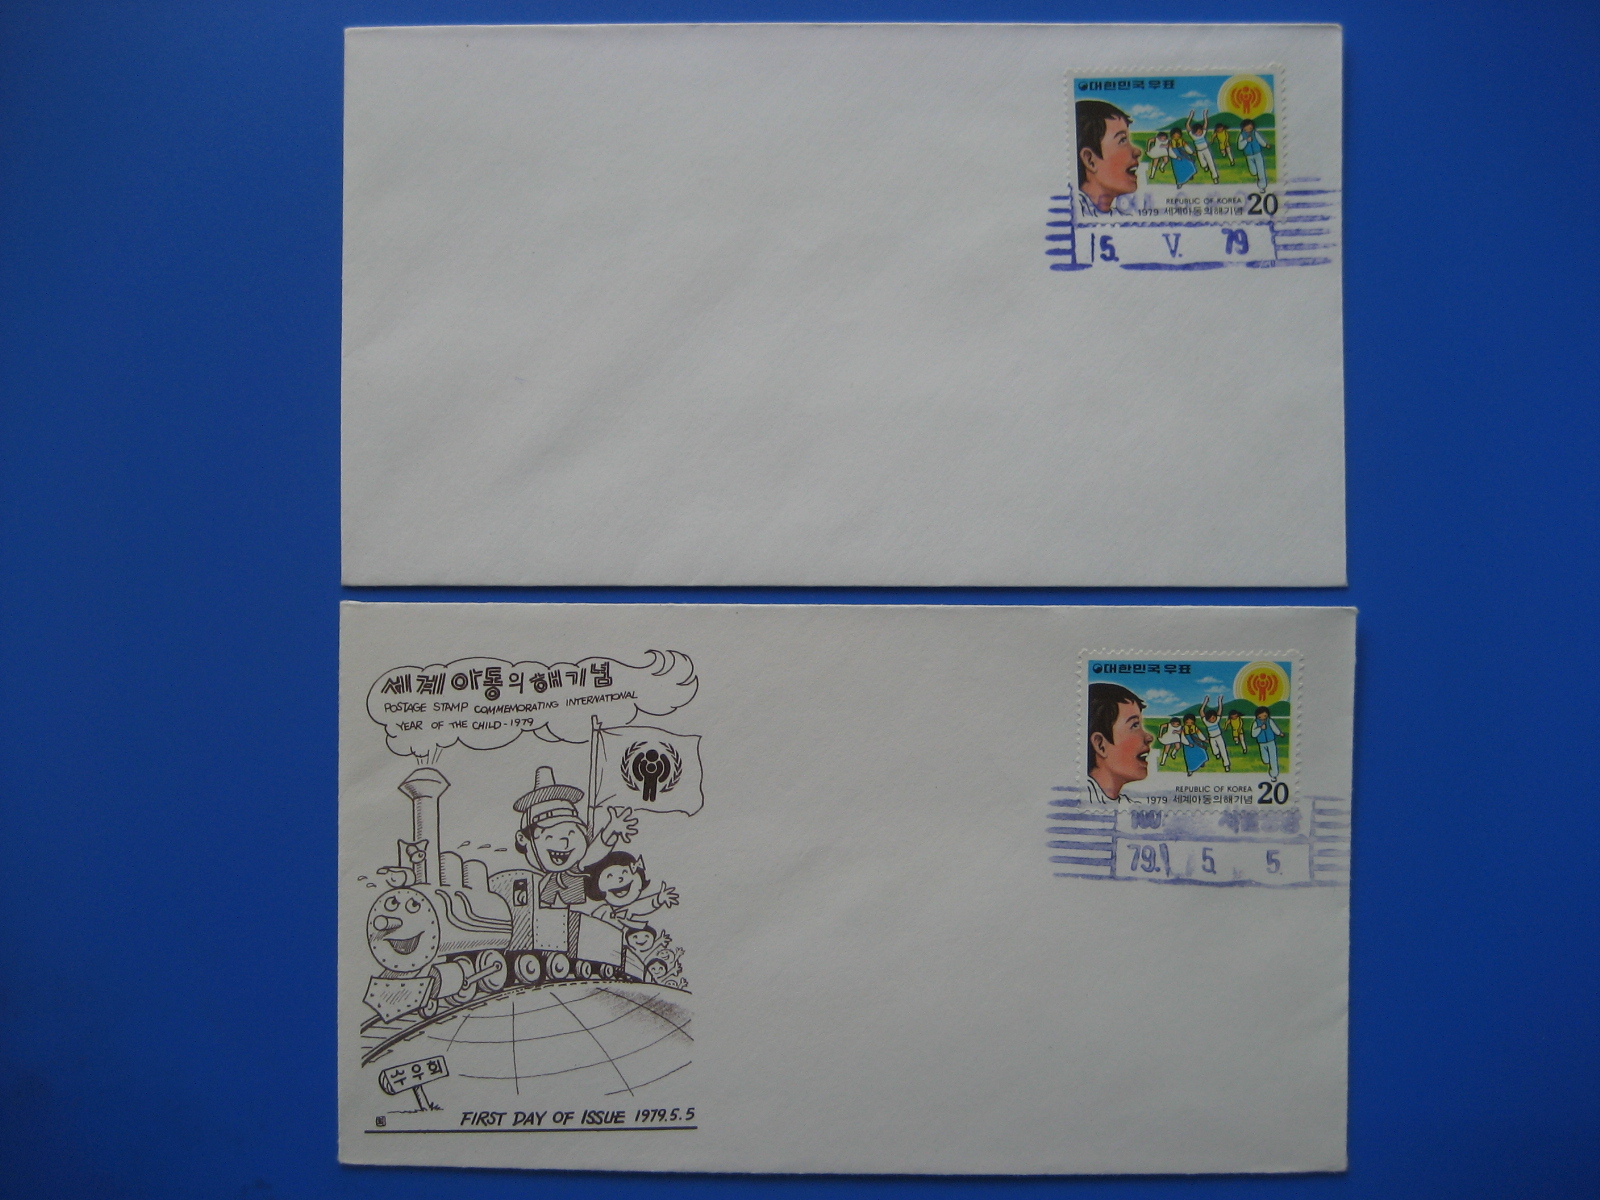 대한민국우표
REPUBLIC OF KOREA
1979 세계아동의해기념 20
5. V. 79
세계아동의해기념
POSTAGE STAMP COMMEMORATING INTERNATIONAL
YEAR OF THE CHILD-1979
수우회
FIRST DAY OF ISSUE 1979.5.5
대한민국우표
REPUBLIC OF KOREA
1979 세계아동의해기념 20
79. 5. 5.